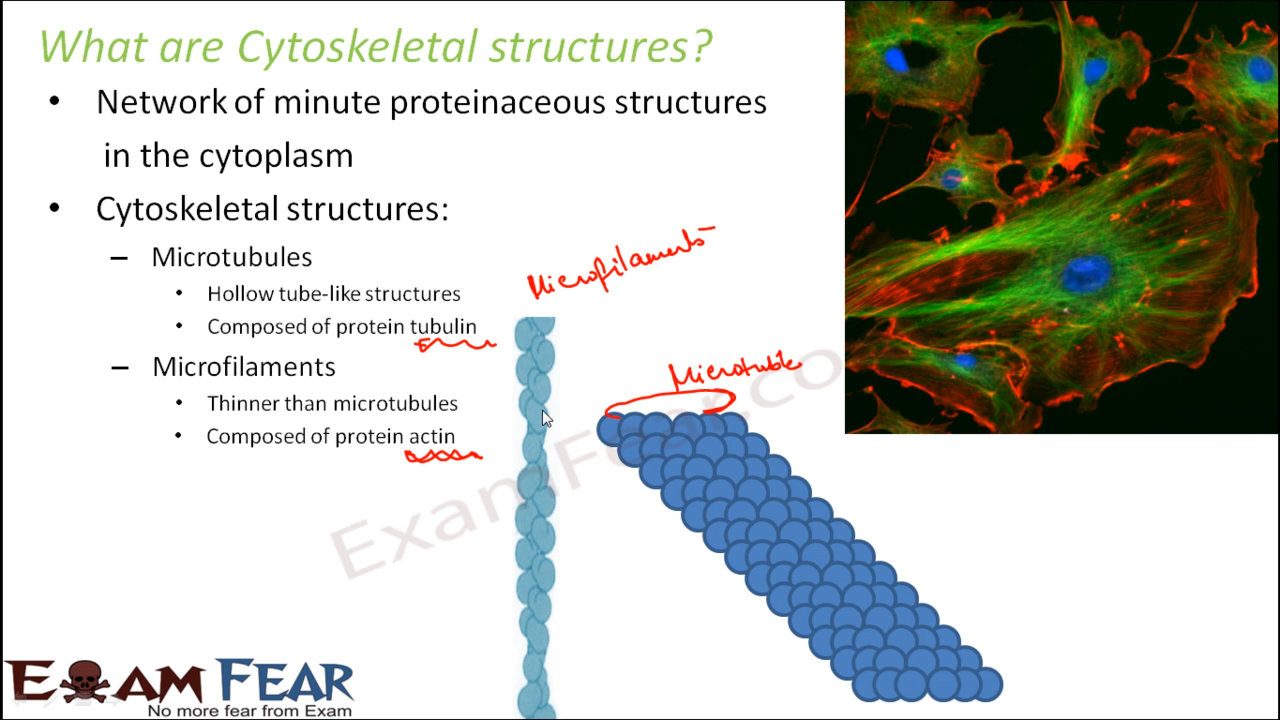 What are Cytoskeletal structures?
• Network of minute proteinaceous structures
in the cytoplasm
• Cytoskeletal structures:
– Microtubules
• Hollow tube-like structures
• Composed of protein tubulin
– Microfilaments
• Thinner than microtubules
• Composed of protein actin
Microfilaments
Microtuble
ExamFear.co
EXAM FEAR
No more fear from Exam